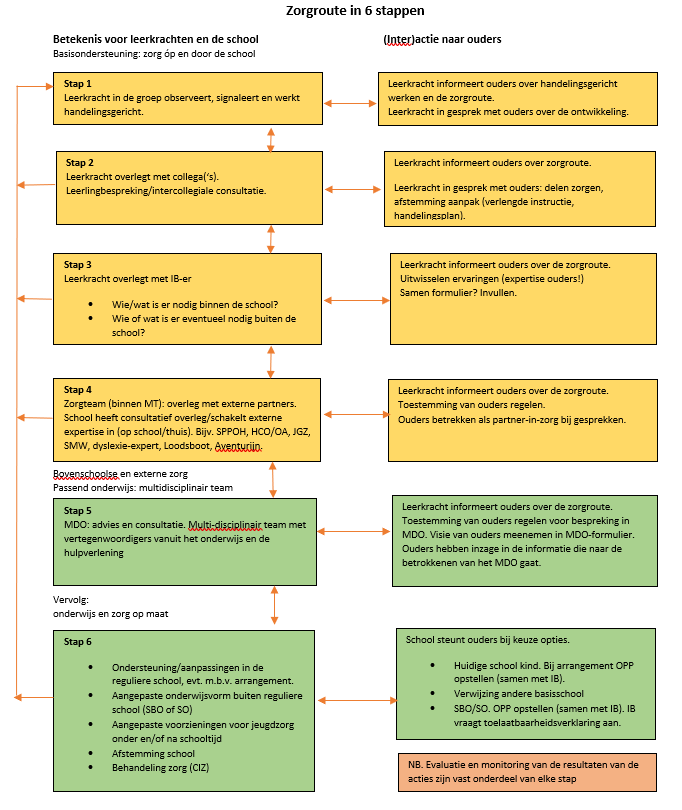 Zorgroute in 6 stappen
Betekenis voor leerkrachten en de school
Basisondersteuning: zorg óp en door de school
(Inter)actie naar ouders
Stap 1
Leerkracht in de groep observeert, signaleert en werkt
handelingsgericht.
Leerkracht informeert ouders over handelingsgericht
werken en de zorgroute.
Leerkracht in gesprek met ouders over de ontwikkeling.
Stap 2
Leerkracht overlegt met collega('s).
Leerlingbespreking/intercollegiale consultatie.
Leerkracht informeert ouders over zorgroute.
Leerkracht in gesprek met ouders: delen zorgen,
afstemming aanpak (verlengde instructie,
handelingsplan).
Stap 3
Leerkracht overlegt met IB-er
• Wie/wat is er nodig binnen de school?
• Wie of wat is er eventueel nodig buiten de
school?
Leerkracht informeert ouders over de zorgroute.
Uitwisselen ervaringen (expertise ouders!)
Samen formulier? Invullen.
Stap 4
Zorgteam (binnen MT): overleg met externe partners.
School heeft consultatief overleg/schakelt externe
expertise in (op school/thuis). Bijv. SPPOH, HCO/OA, JGZ,
SMW, dyslexie-expert, Loodsboot, Aventurijn.
Leerkracht informeert ouders over de zorgroute.
Toestemming van ouders regelen.
Ouders betrekken als partner-in-zorg bij gesprekken.
Bovenschoolse en externe zorg
Passend onderwijs: multidisciplinair team
Stap 5
MDO: advies en consultatie. Multi-disciplinair team met
vertegenwoordigers vanuit het onderwijs en de
hulpverlening
Leerkracht informeert ouders over de zorgroute.
Toestemming van ouders regelen voor bespreking in
MDO. Visie van ouders meenemen in MDO-formulier.
Ouders hebben inzage in de informatie die naar de
betrokkenen van het MDO gaat.
Vervolg:
onderwijs en zorg op maat
Stap 6
• Ondersteuning/aanpassingen in de
reguliere school, evt. m.b.v. arrangement.
• Aangepaste onderwijsvorm buiten reguliere
school (SBO of SO)
• Aangepaste voorzieningen voor jeugdzorg
onder en/of na schooltijd
• Afstemming school
• Behandeling zorg (CIZ)
School steunt ouders bij keuze opties.
• Huidige school kind. Bij arrangement OPP
opstellen (samen met IB).
• Verwijzing andere basisschool
• SBO/SO. OPP opstellen (samen met IB). IB
vraagt toelaatbaarheidsverklaring aan.
NB. Evaluatie en monitoring van de resultaten van de
acties zijn vast onderdeel van elke stap